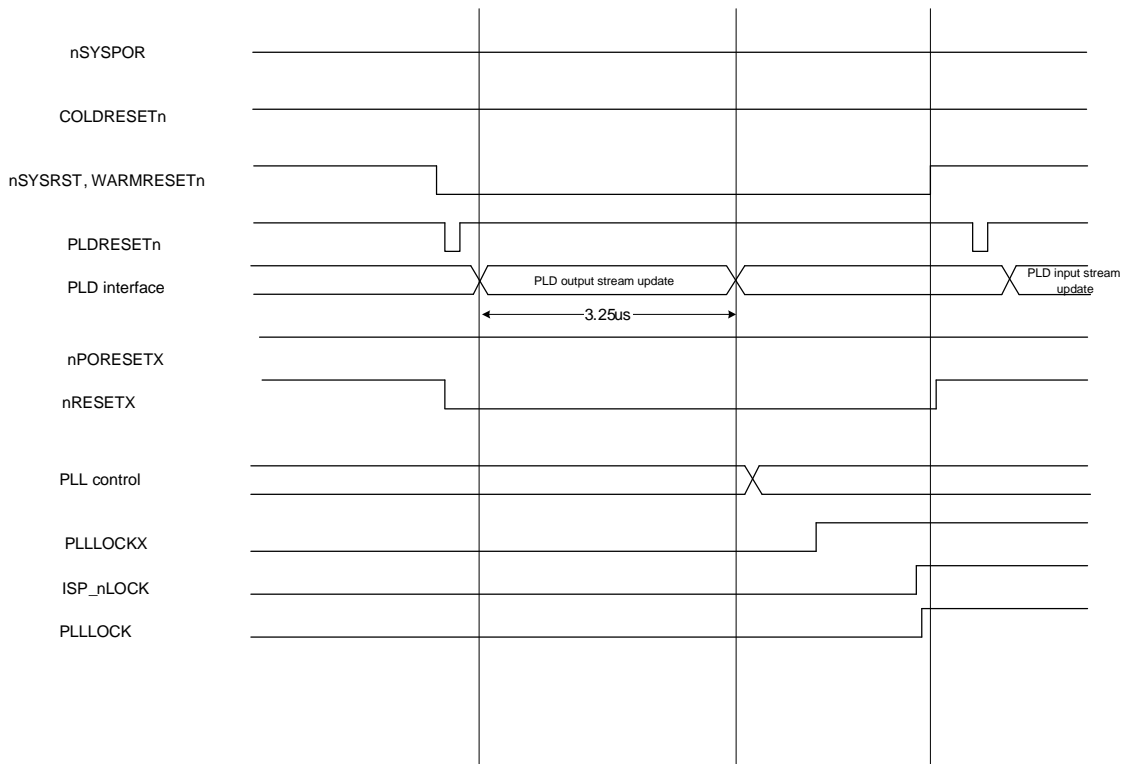 nSYSPOR
COLDRESETn
nSYSRST, WARMRESETn
PLDRESETn
PLD interface
PLD output stream update
PLD input stream
update
3.25us
nPORESETX
nRESETX
PLL control
PLLLOCKX
ISP_nLOCK
PLLLOCK